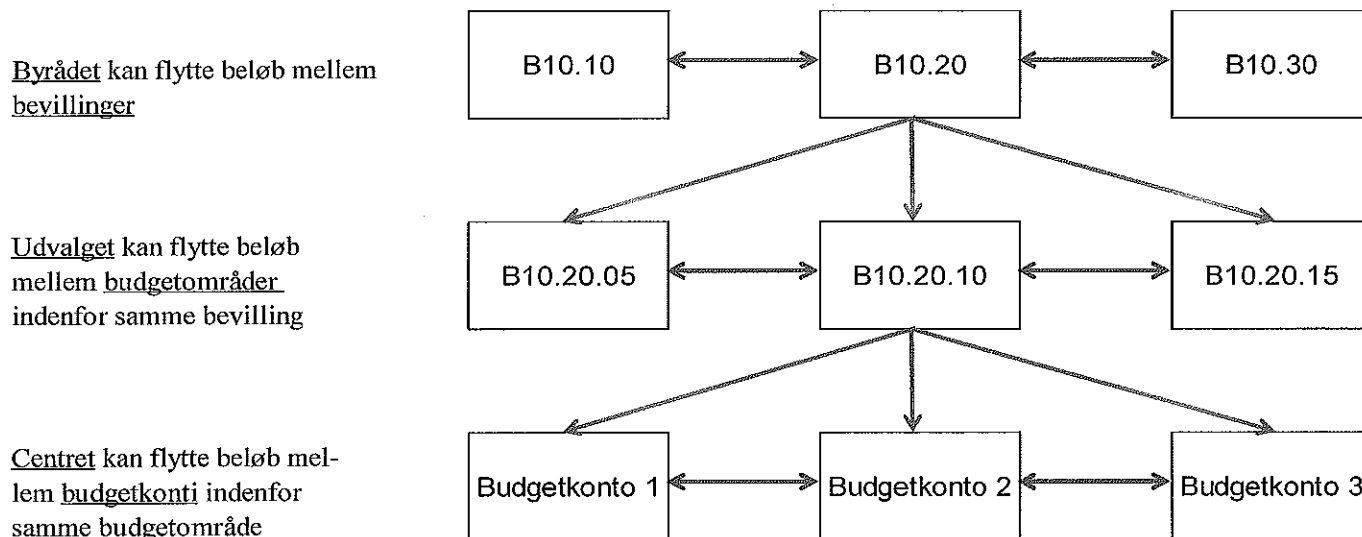 Byrådet kan flytte beløb mellem
bevillinger
B10.10
B10.20
B10.30
Udvalget kan flytte beløb
mellem budgetområder
indenfor samme bevilling
B10.20.05
B10.20.10
B10.20.15
Centret kan flytte beløb mel-
lem budgetkonti indenfor
samme budgetområde
Budgetkonto 1
Budgetkonto 2
Budgetkonto 3